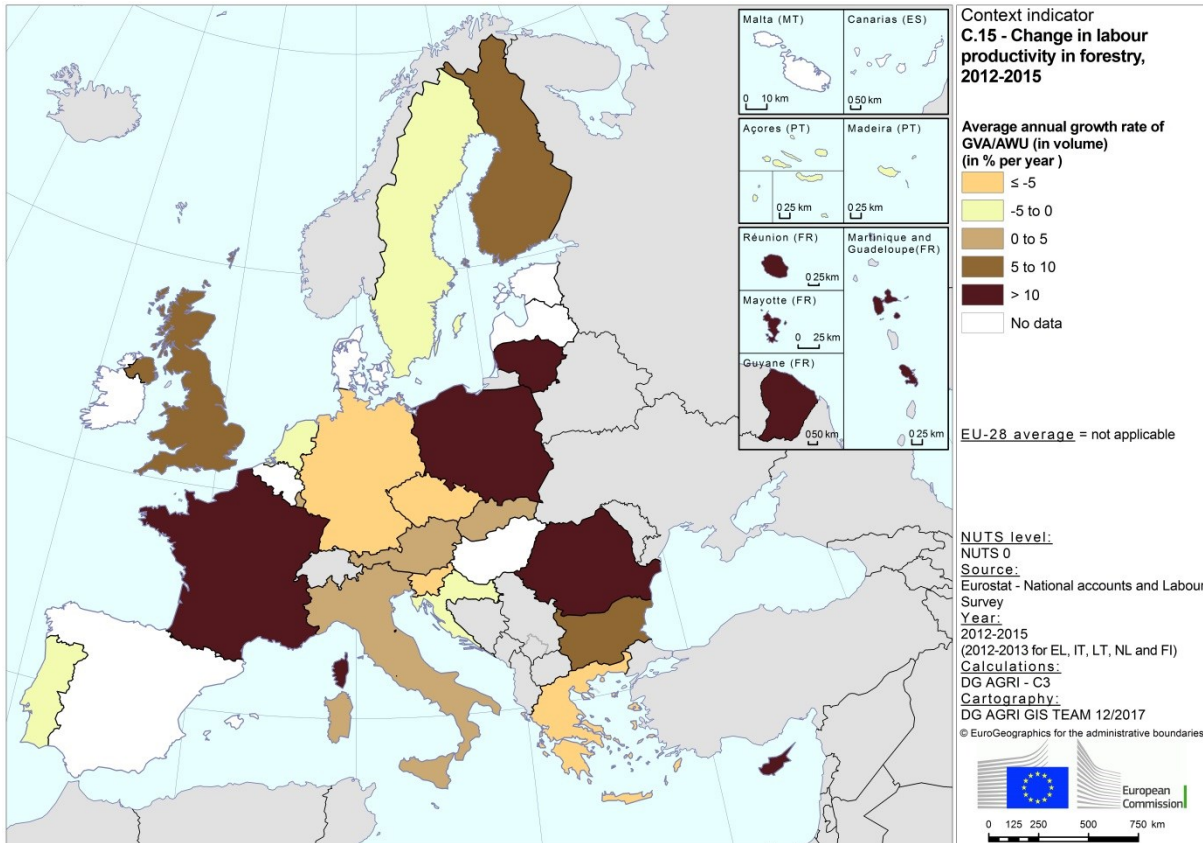 Malta (MT)
0 10 km
Canarias (ES)
0 50 km
Açores (PT)
0 25 km
Madeira (PT)
0 25 km
Réunion (FR)
0 25 km
Martinique and
Guadeloupe(FR)
Mayotte (FR)
0 25 km
Guyane (FR)
0 50 km
0 25 km
Context indicator
C.15 - Change in labour
productivity in forestry,
2012-2015
Average annual growth rate of
GVA/AWU (in volume)
(in % per year )
≤ -5
-5 to 0
0 to 5
5 to 10
> 10
No data
EU-28 average = not applicable
NUTS level:
NUTS 0
Source:
Eurostat - National accounts and Labour
Survey
Year:
2012-2015
(2012-2013 for EL, IT, LT, NL and FI)
Calculations:
DG AGRI - C3
Cartography:
DG AGRI GIS TEAM 12/2017
© EuroGeographics for the administrative boundaries
European
Commission
0 125 250 500 750 km